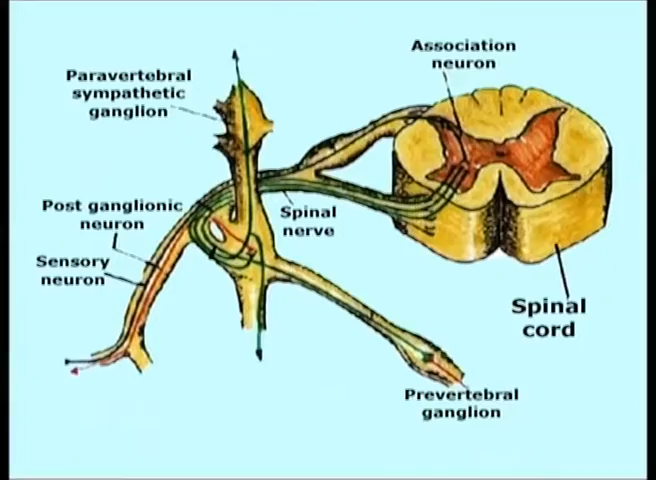 Association
neuron
Paravertebral
sympathetic
ganglion
Post ganglionic
neuron
Spinal
nerve
Sensory
neuron
Spinal
cord
Prevertebral
ganglion